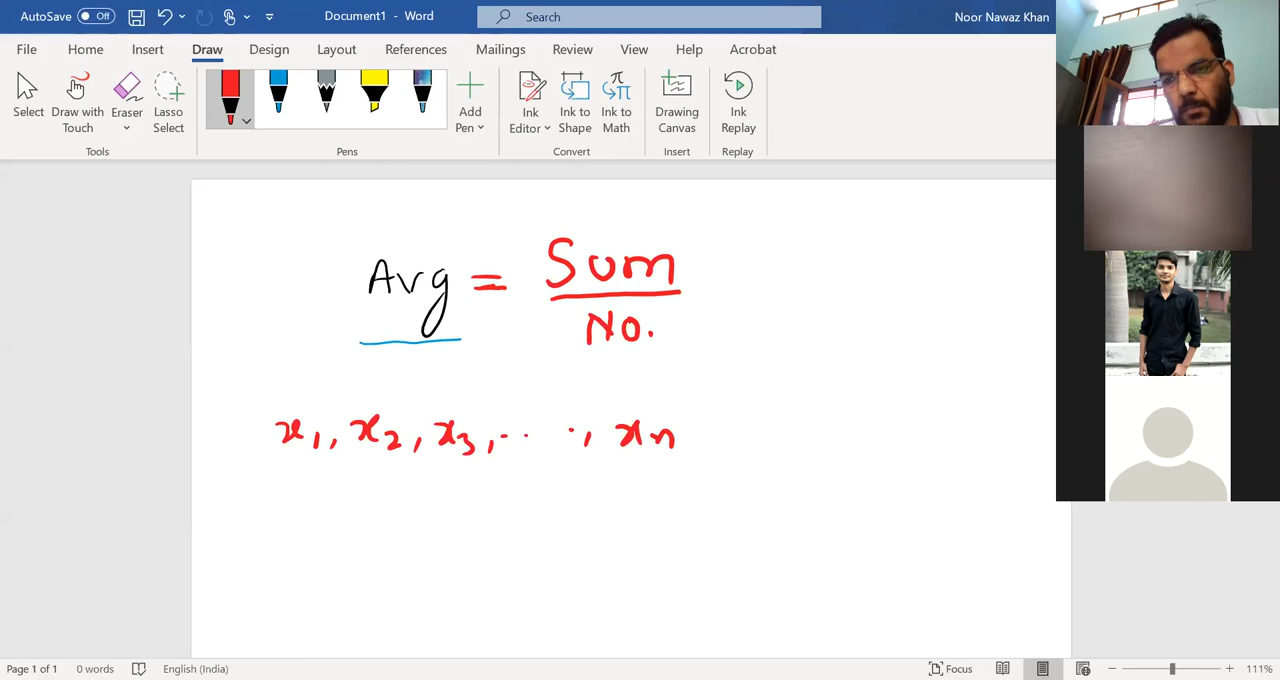 AutoSave Off Document1 - Word Search Noor Nawaz Khan
File Home Insert Draw Design Layout References Mailings Review View Help Acrobat
Select Draw with Touch Eraser Lasso Select Add Pen Ink Editor Ink to Shape Ink to Math Drawing Canvas Ink Replay
Tools Pens Convert Insert Replay
Avg = Sum / No.
x₁, x₂, x₃, ... ., xn
Page 1 of 1 0 words English (India) Focus 111%